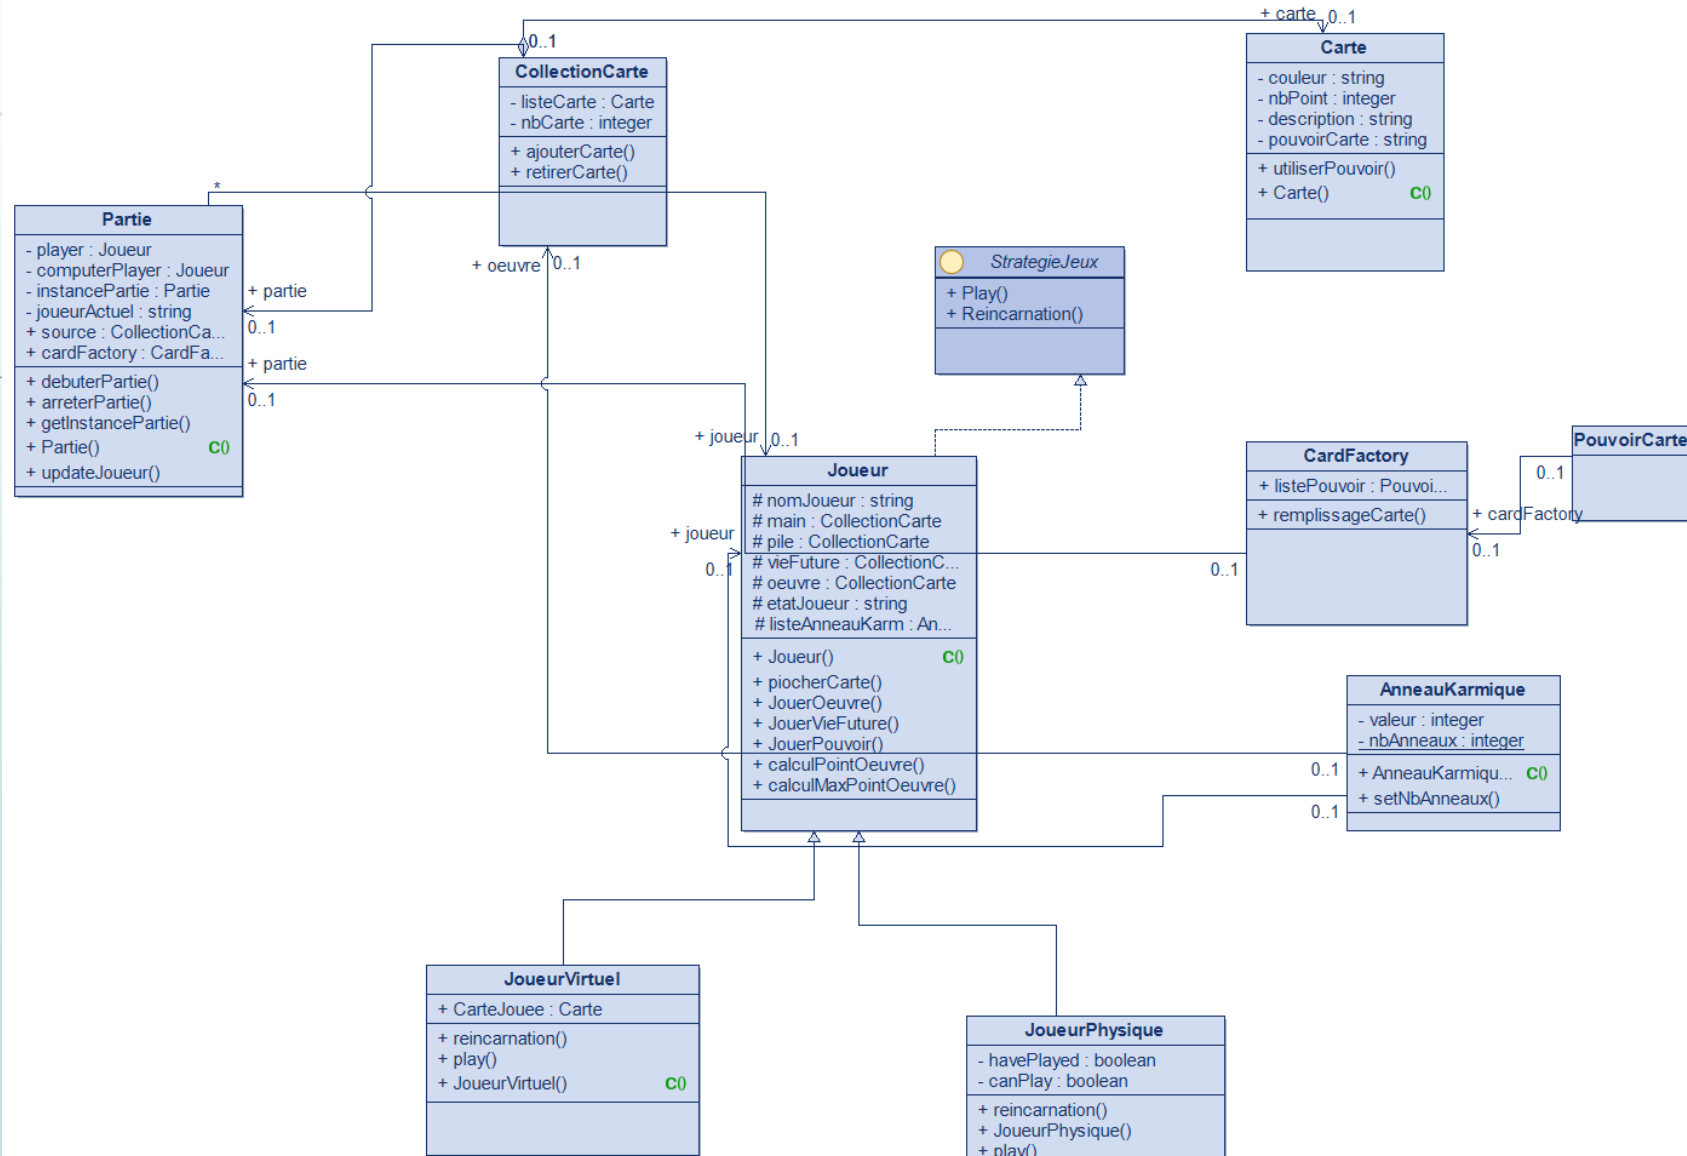 + carte
0..1
0..1
CollectionCarte
- listeCarte : Carte
- nbCarte : integer
+ ajouterCarte()
+ retirerCarte()
Carte
- couleur : string
- nbPoint : integer
- description : string
- pouvoirCarte : string
+ utiliserPouvoir()
+ Carte() C()
*
Partie
- player : Joueur
- computerPlayer : Joueur
- instancePartie : Partie
- joueurActuel : string
+ source : CollectionCa...
+ cardFactory : CardFa...
+ debuterPartie()
+ arreterPartie()
+ getInstancePartie()
+ Partie() C()
+ updateJoueur()
+ partie
0..1
+ partie
0..1
+ oeuvre
0..1
StrategieJeux
+ Play()
+ Reincarnation()
+ joueur
0..1
+ joueur
0..1
Joueur
# nomJoueur : string
# main : CollectionCarte
# pile : CollectionCarte
# vieFuture : CollectionC...
# oeuvre : CollectionCarte
# etatJoueur : string
# listeAnneauKarm : An...
+ Joueur() C()
+ piocherCarte()
+ JouerOeuvre()
+ JouerVieFuture()
+ JouerPouvoir()
+ calculPointOeuvre()
+ calculMaxPointOeuvre()
0..1
CardFactory
+ listePouvoir : Pouvoi...
+ remplissageCarte()
+ cardFactory
0..1
0..1
PouvoirCarte
AnneauKarmique
- valeur : integer
- nbAnneaux : integer
+ AnneauKarmiqu... C()
+ setNbAnneaux()
0..1
0..1
JoueurVirtuel
+ CarteJouee : Carte
+ reincarnation()
+ play()
+ JoueurVirtuel() C()
JoueurPhysique
- havePlayed : boolean
- canPlay : boolean
+ reincarnation()
+ JoueurPhysique()
+ play()